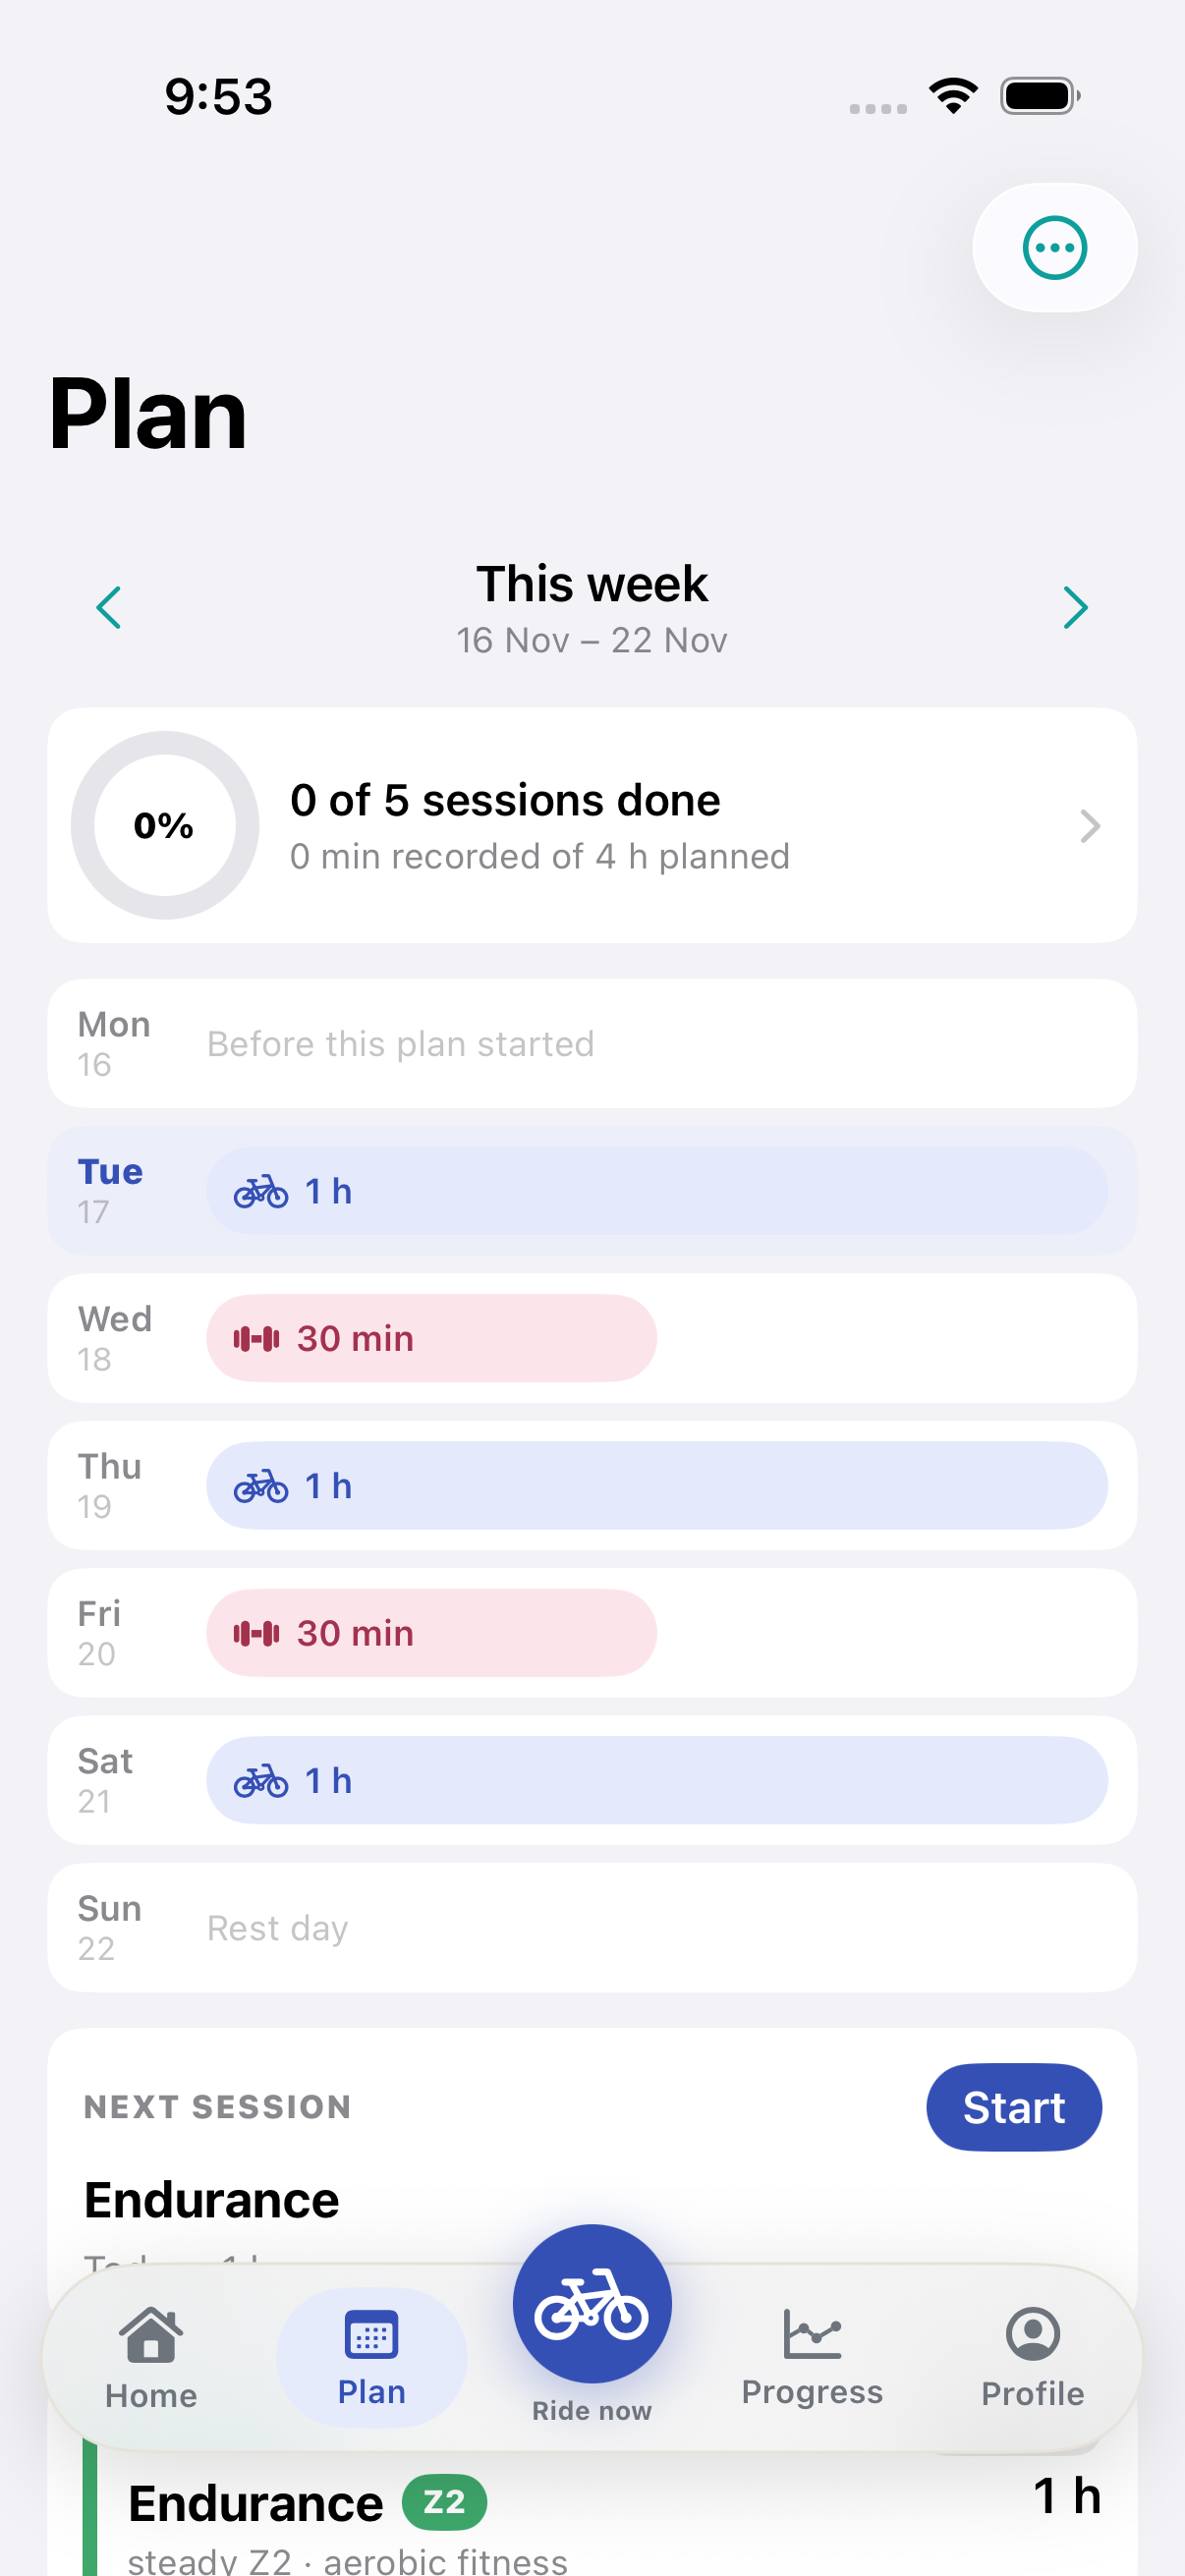 9:53
Plan
This week
16 Nov – 22 Nov
0%
0 of 5 sessions done
0 min recorded of 4 h planned
Mon
16
Before this plan started
Tue
17
1 h
Wed
18
30 min
Thu
19
1 h
Fri
20
30 min
Sat
21
1 h
Sun
22
Rest day
NEXT SESSION
Start
Endurance
Home
Plan
Ride now
Progress
Profile
Endurance Z2
1 h
steady Z2 · aerobic fitness